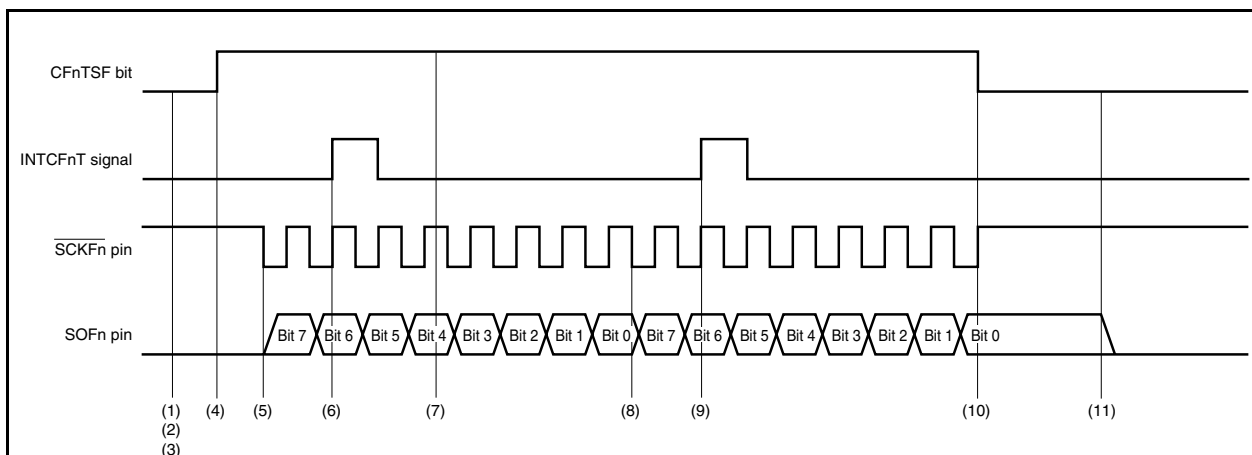 CFnTSF bit
INTCFnT signal
SCKFn pin
SOFn pin
Bit 7 Bit 6 Bit 5 Bit 4 Bit 3 Bit 2 Bit 1 Bit 0 Bit 7 Bit 6 Bit 5 Bit 4 Bit 3 Bit 2 Bit 1 Bit 0
(1) (4) (5) (6) (7) (8) (9) (10) (11)
(2)
(3)